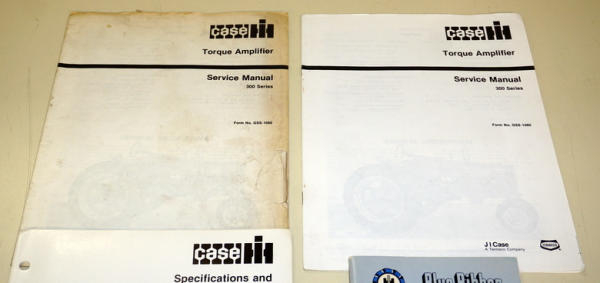 case IH
Torque Amplifier
Service Manual
300 Series
Form No. GSS-1080
case IH
Specifications and
case IH
Torque Amplifier
Service Manual
300 Series
Form No. GSS-1080
J I Case
A Tenneco Company
Blue Ribbon